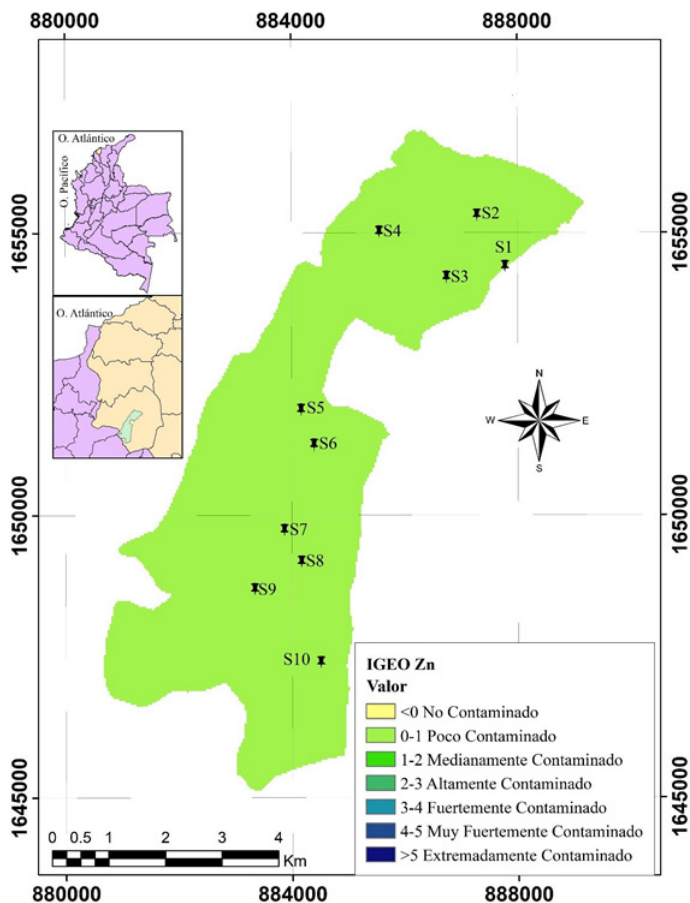 880000
884000
888000
O. Atlántico
O. Pacífico
O. Atlántico
1655000
1650000
1645000
1655000
1650000
1645000
S2
S4
S1
S3
S5
S6
S7
S8
S9
S10
N
W
E
S
IGEO Zn
Valor
<0 No Contaminado
0-1 Poco Contaminado
1-2 Medianamente Contaminado
2-3 Altamente Contaminado
3-4 Fuertemente Contaminado
4-5 Muy Fuertemente Contaminado
>5 Extremadamente Contaminado
0 0.5 1 2 3 4
Km
880000
884000
888000